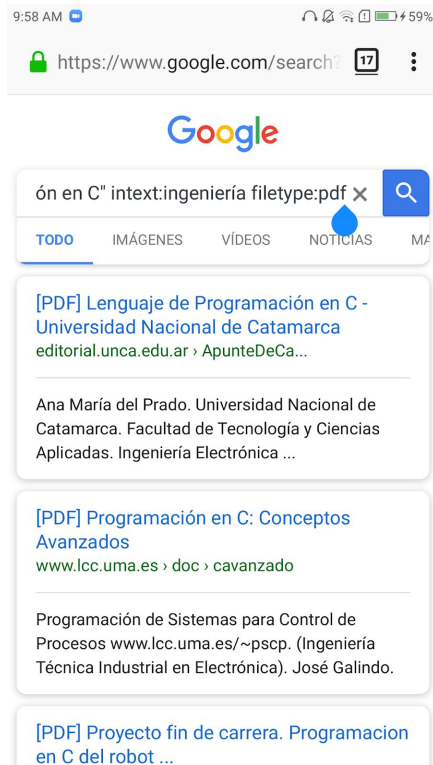 9:58 AM
59%
https://www.google.com/search?
17
Google
ón en C" intext:ingeniería filetype:pdf
TODO IMÁGENES VÍDEOS NOTICIAS MA
[PDF] Lenguaje de Programación en C -
Universidad Nacional de Catamarca
editorial.unca.edu.ar › ApunteDeCa...
Ana María del Prado. Universidad Nacional de
Catamarca. Facultad de Tecnología y Ciencias
Aplicadas. Ingeniería Electrónica ...
[PDF] Programación en C: Conceptos
Avanzados
www.lcc.uma.es › doc › cavanzado
Programación de Sistemas para Control de
Procesos www.lcc.uma.es/~pscp. (Ingeniería
Técnica Industrial en Electrónica). José Galindo.
[PDF] Proyecto fin de carrera. Programacion
en C del robot ...